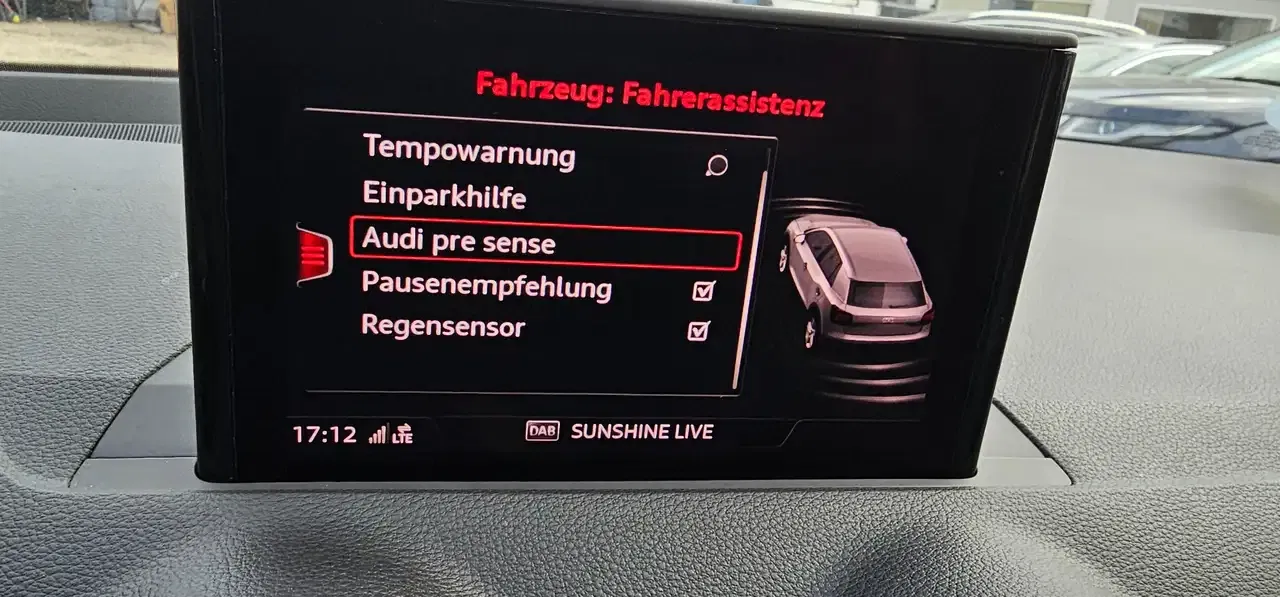 Fahrzeug: Fahrerassistenz
Tempowarnung
Einparkhilfe
Audi pre sense
Pausenempfehlung
Regensensor
17:12 LTE DAB SUNSHINE LIVE